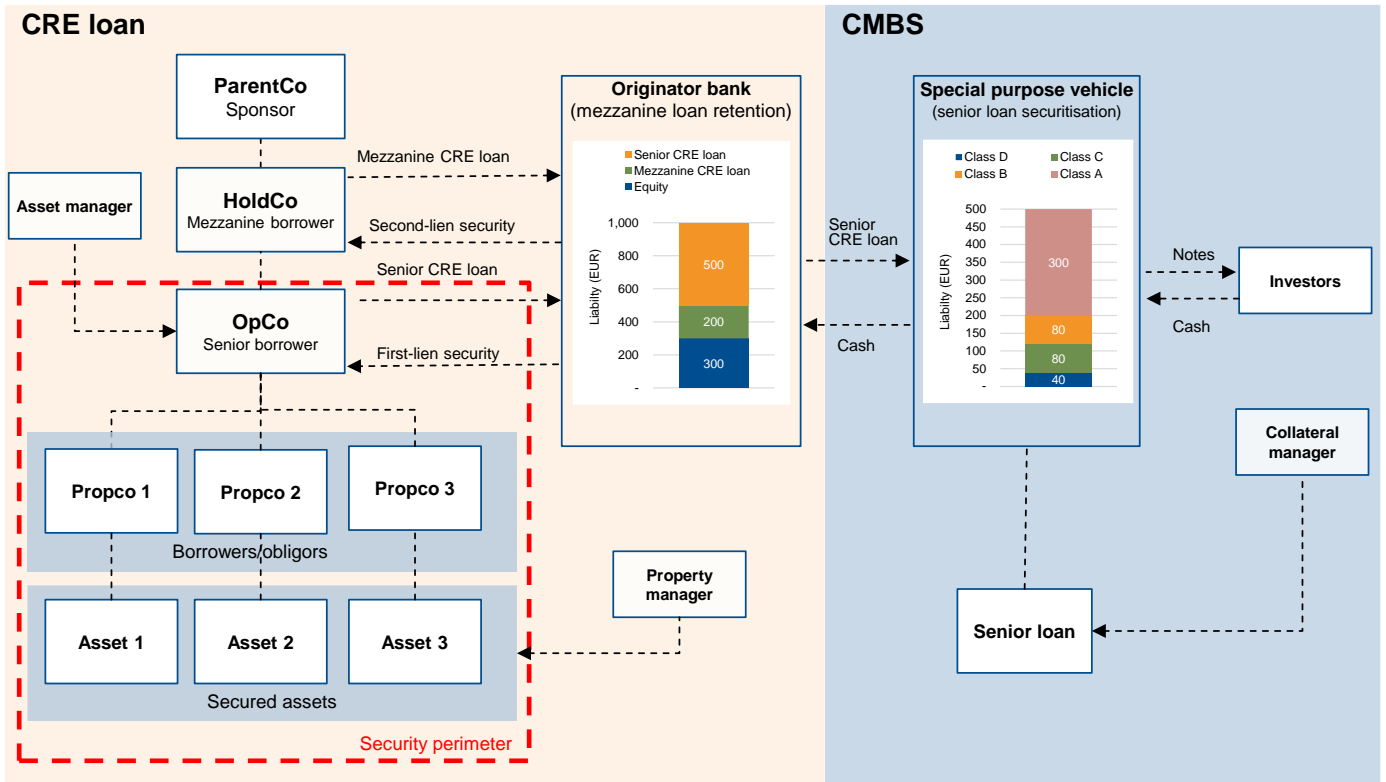 CRE loan
CMBS
ParentCo
Sponsor
HoldCo
Mezzanine borrower
Asset manager
OpCo
Senior borrower
Mezzanine CRE loan
Second-lien security
Senior CRE loan
First-lien security
Propco 1
Propco 2
Propco 3
Borrowers/obligors
Asset 1
Asset 2
Asset 3
Secured assets
Security perimeter
Property
manager
Originator bank
(mezzanine loan retention)
Senior CRE loan
Mezzanine CRE loan
Equity
Liabilty (EUR)
1,000
800
600
400
200
-
500
200
300
Senior
CRE loan
Cash
Special purpose vehicle
(senior loan securitisation)
Class D
Class C
Class B
Class A
Liabilty (EUR)
500
450
400
350
300
250
200
150
100
50
-
300
80
80
40
Notes
Cash
Investors
Collateral
manager
Senior loan